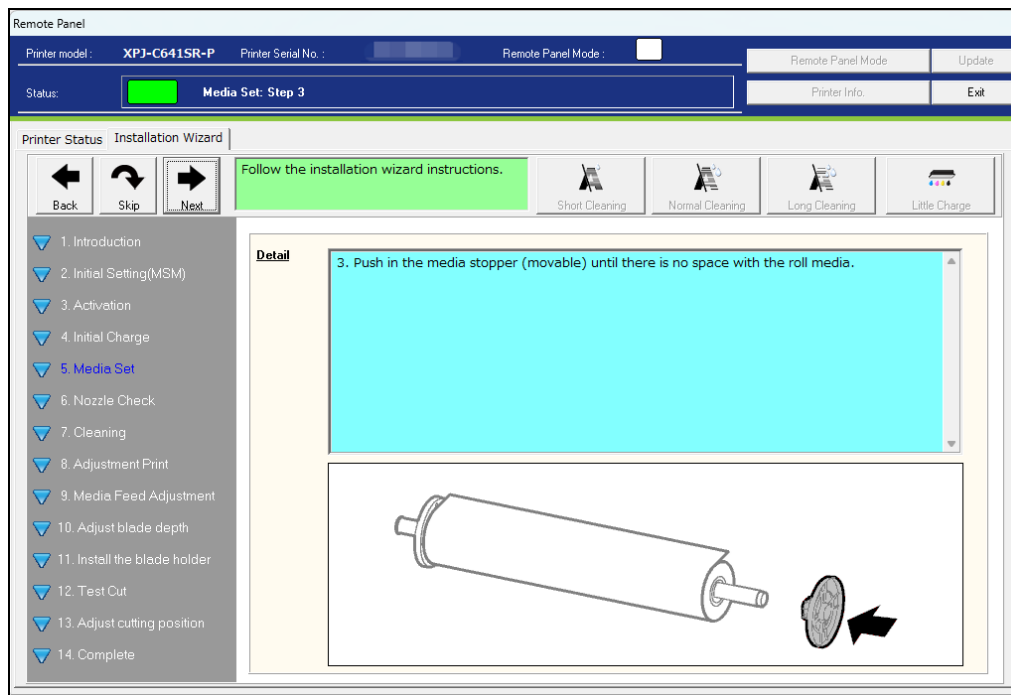 Remote Panel
Printer model : XPJ-C641SR-P Printer Serial No. : Remote Panel Mode :
Remote Panel Mode Update
Status: Media Set: Step 3
Printer Info. Exit
Printer Status Installation Wizard
Follow the installation wizard instructions.
Back Skip Next Short Cleaning Normal Cleaning Long Cleaning Little Charge
1. Introduction
2. Initial Setting(MSM)
3. Activation
4. Initial Charge
5. Media Set
6. Nozzle Check
7. Cleaning
8. Adjustment Print
9. Media Feed Adjustment
10. Adjust blade depth
11. Install the blade holder
12. Test Cut
13. Adjust cutting position
14. Complete
Detail
3. Push in the media stopper (movable) until there is no space with the roll media.